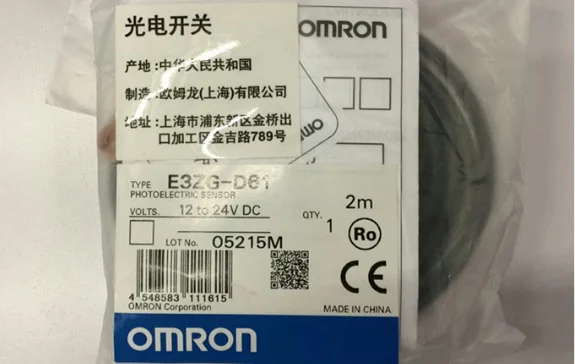 光电开关
OMRON
产地:中华人民共和国
制造:欧姆龙(上海)有限公司
地址:上海市浦东新区金桥出
口加工区金吉路789号
TYPE E3ZG-D61
PHOTOELECTRIC SENSOR
VOLTS. 12 to 24V DC
QTY. 1
2m
Ro
LOT No. 05215M
CE
4 548583 111615
OMRON Corporation
MADE IN CHINA
OMRON